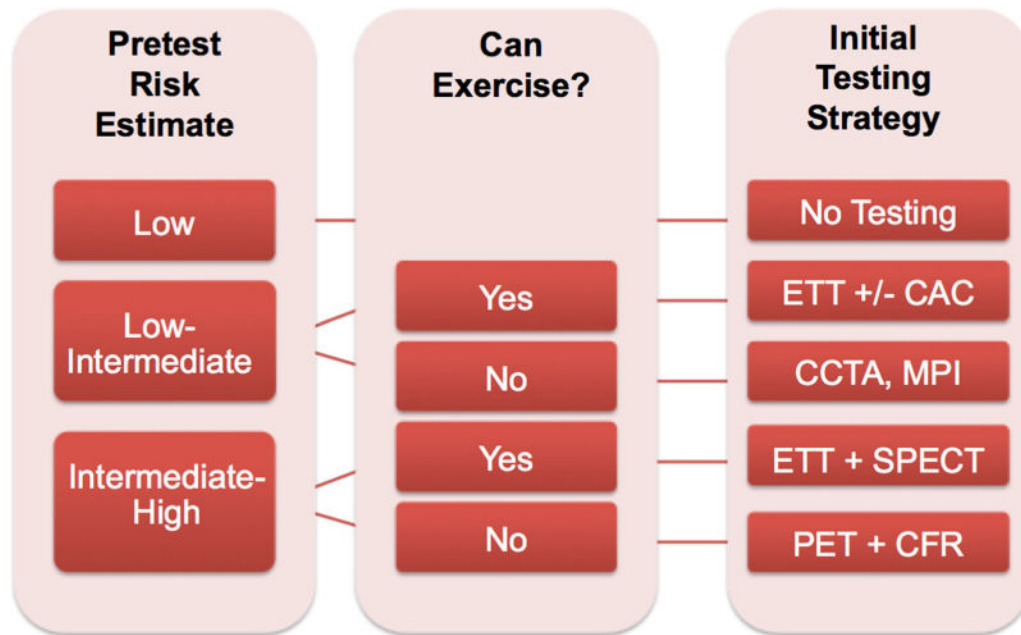 Pretest
Risk
Estimate
Can
Exercise?
Initial
Testing
Strategy
Low
No Testing
Low-
Intermediate
Yes
ETT +/- CAC
No
CCTA, MPI
Intermediate-
High
Yes
ETT + SPECT
No
PET + CFR